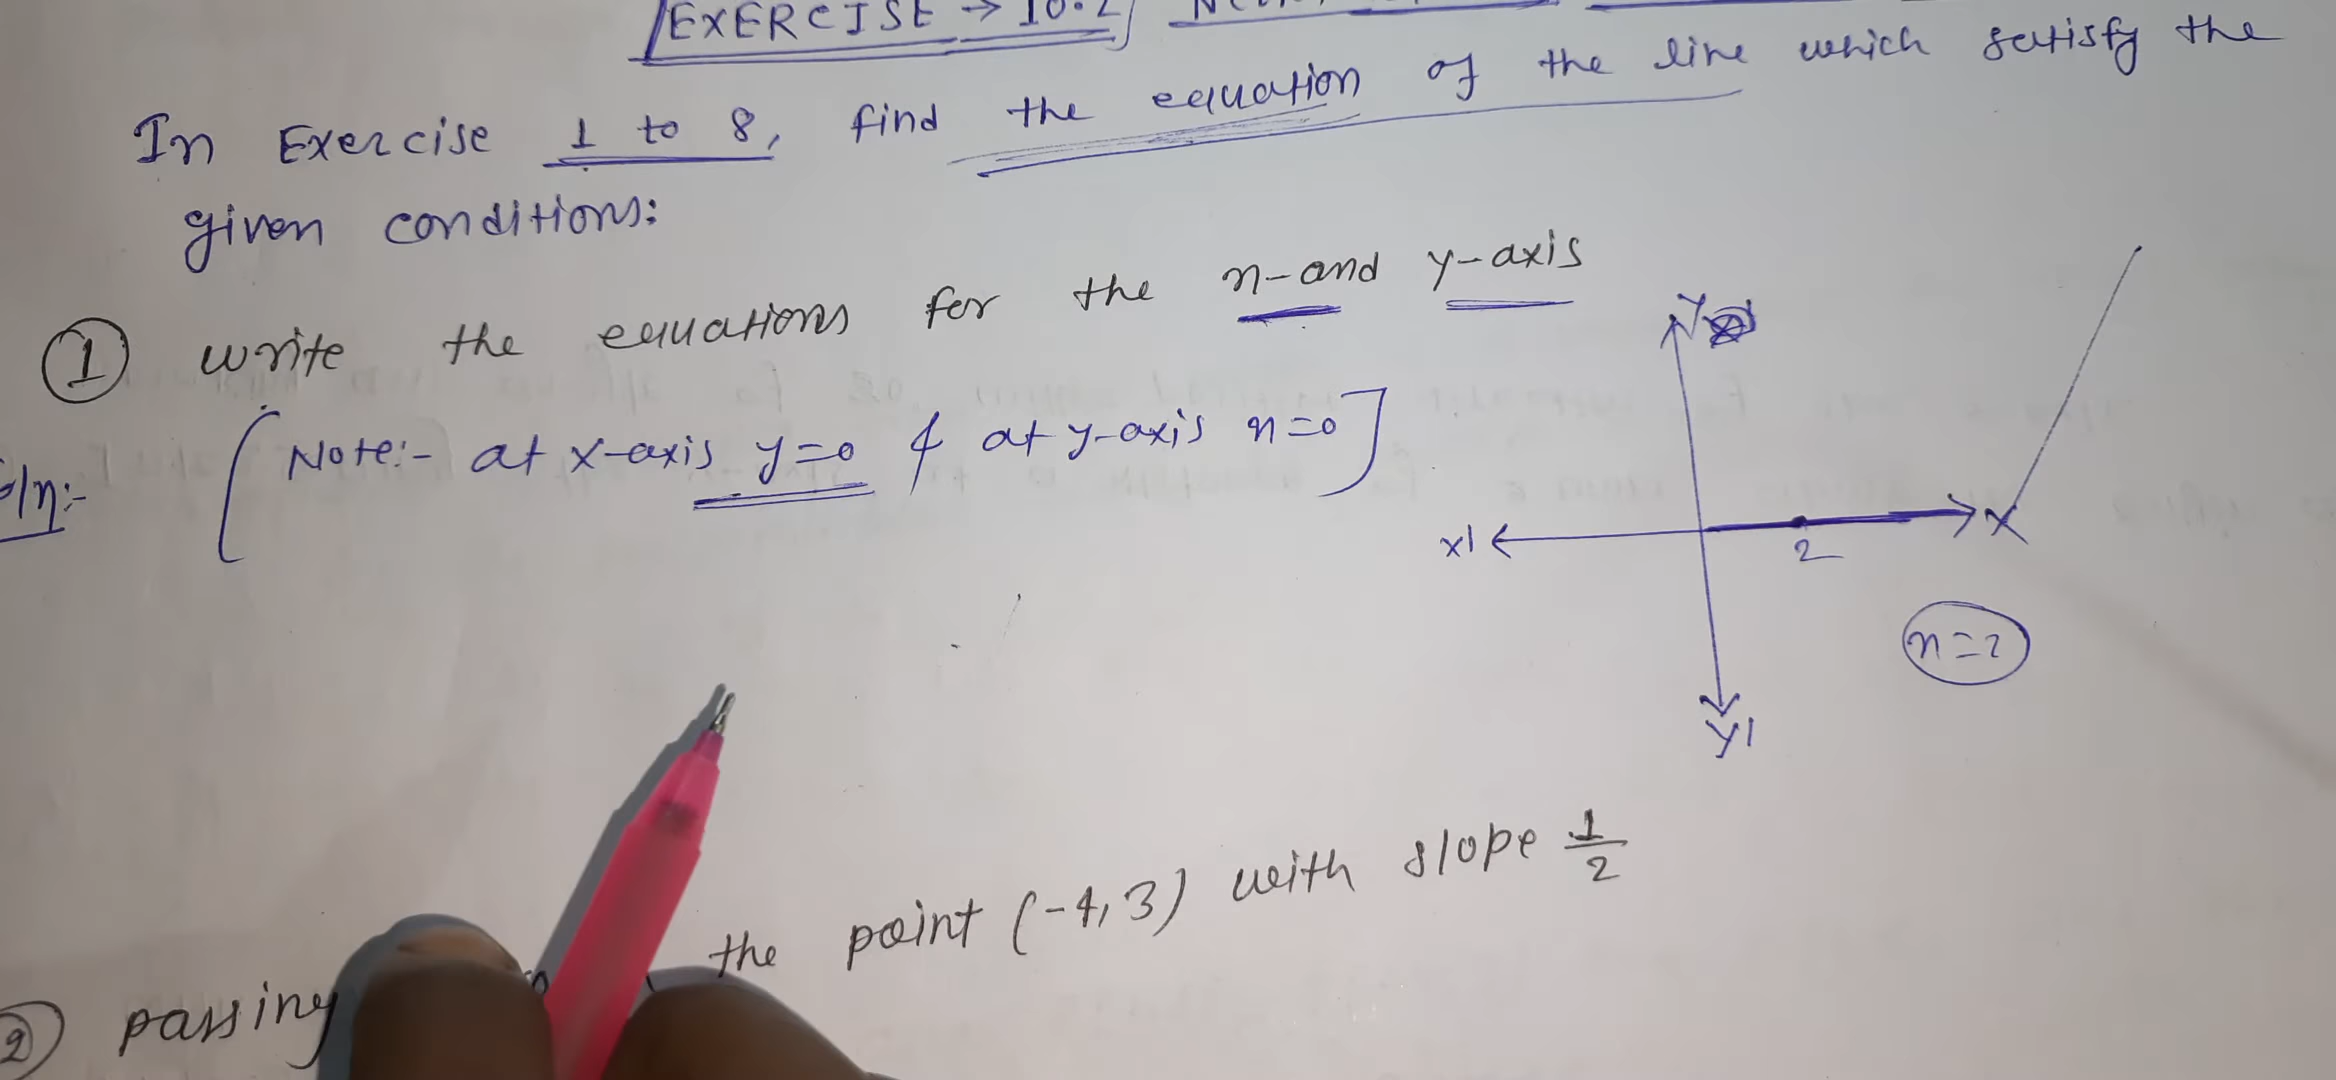 EXERCISE → 10.2
In Exercise 1 to 8, find the equation of the line which satisfy the
given conditions:
① write the equations for the x-and y-axis
[Note:- at x-axis y=0 & at y-axis x=0]
Y
X
X'
2
x=2
Y'
② passing the point (-4,3) with slope 1/2